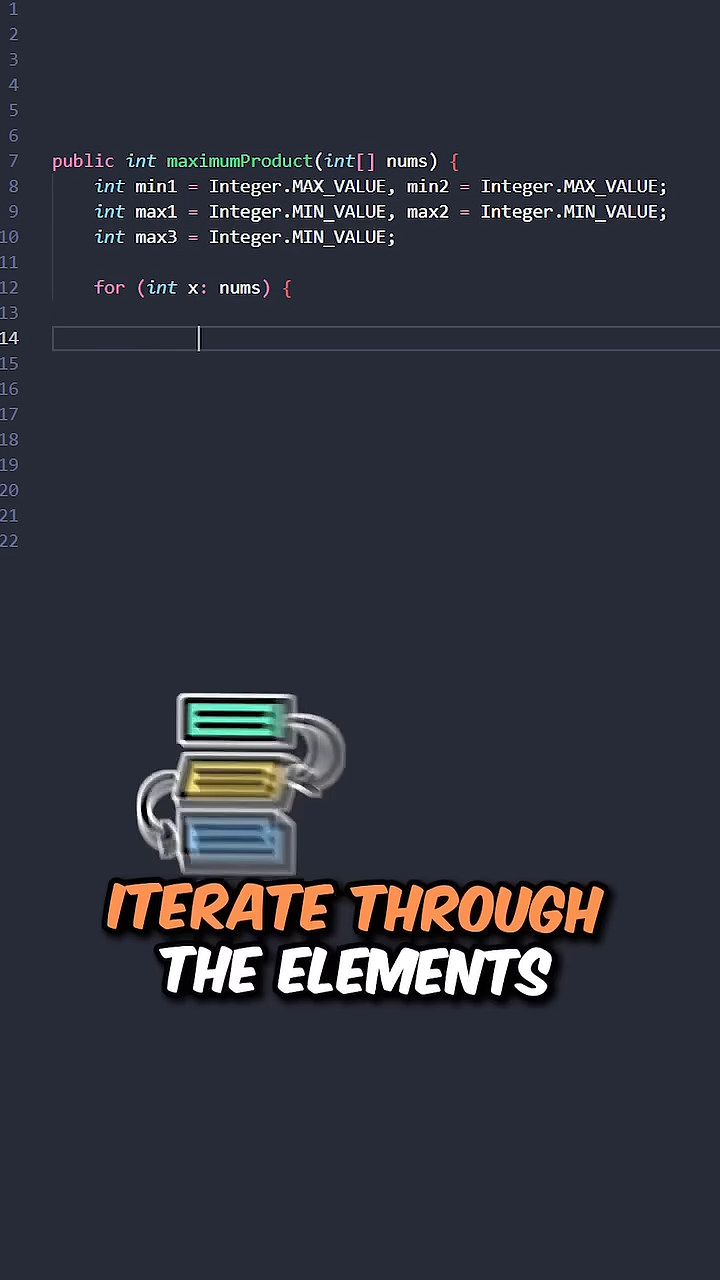 1
2
3
4
5
6
7 public int maximumProduct(int[] nums) {
8 int min1 = Integer.MAX_VALUE, min2 = Integer.MAX_VALUE;
9 int max1 = Integer.MIN_VALUE, max2 = Integer.MIN_VALUE;
10 int max3 = Integer.MIN_VALUE;
11
12 for (int x: nums) {
13
14
15
16
17
18
19
20
21
22
ITERATE THROUGH
THE ELEMENTS